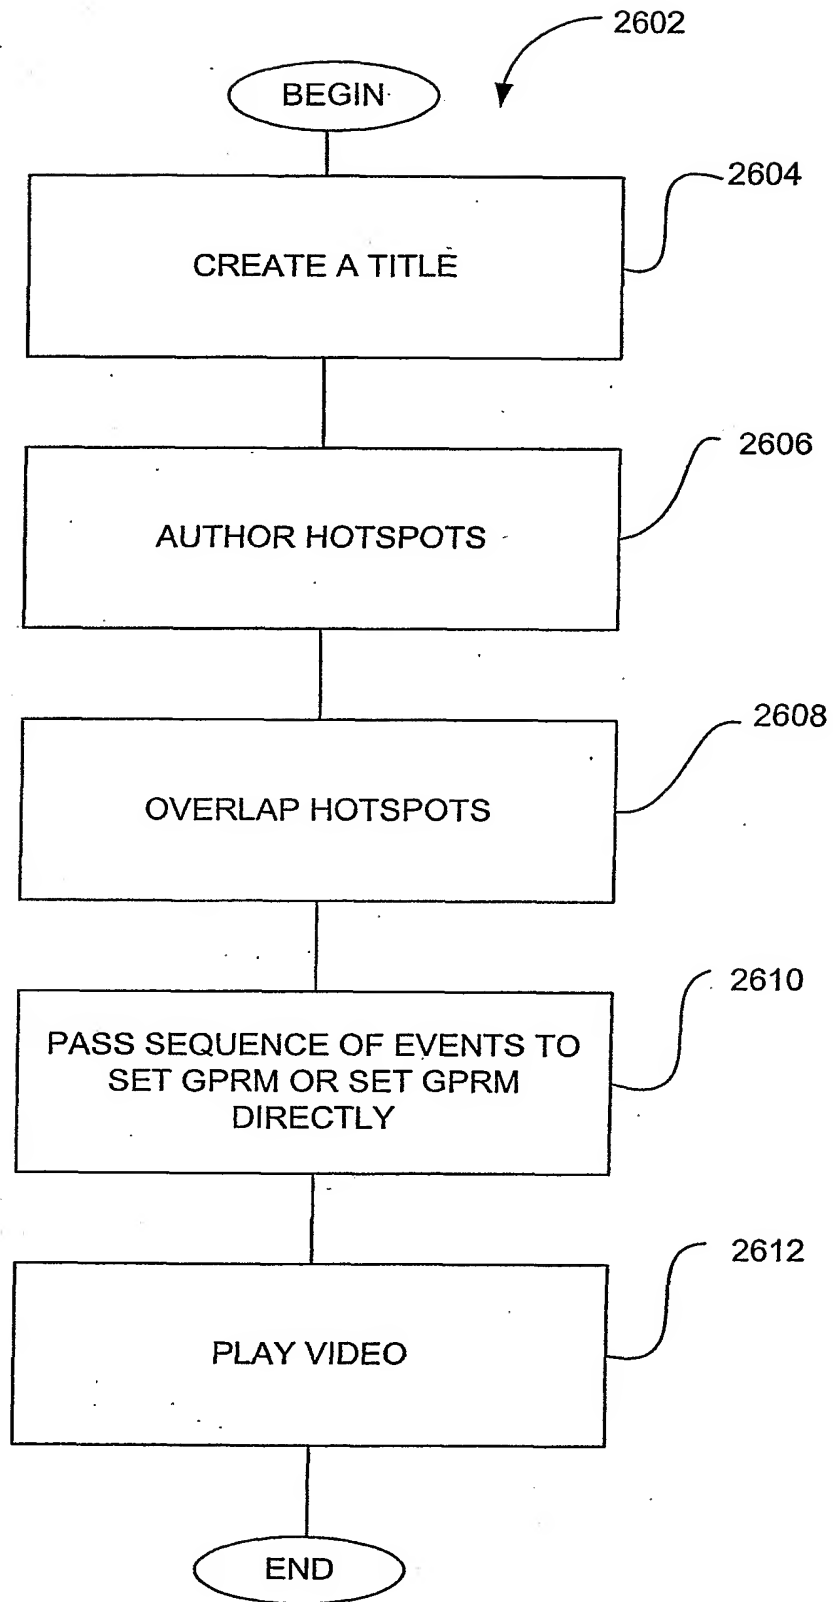 2602
BEGIN
2604
CREATE A TITLE
2606
AUTHOR HOTSPOTS
2608
OVERLAP HOTSPOTS
2610
PASS SEQUENCE OF EVENTS TO
SET GPRM OR SET GPRM
DIRECTLY
2612
PLAY VIDEO
END